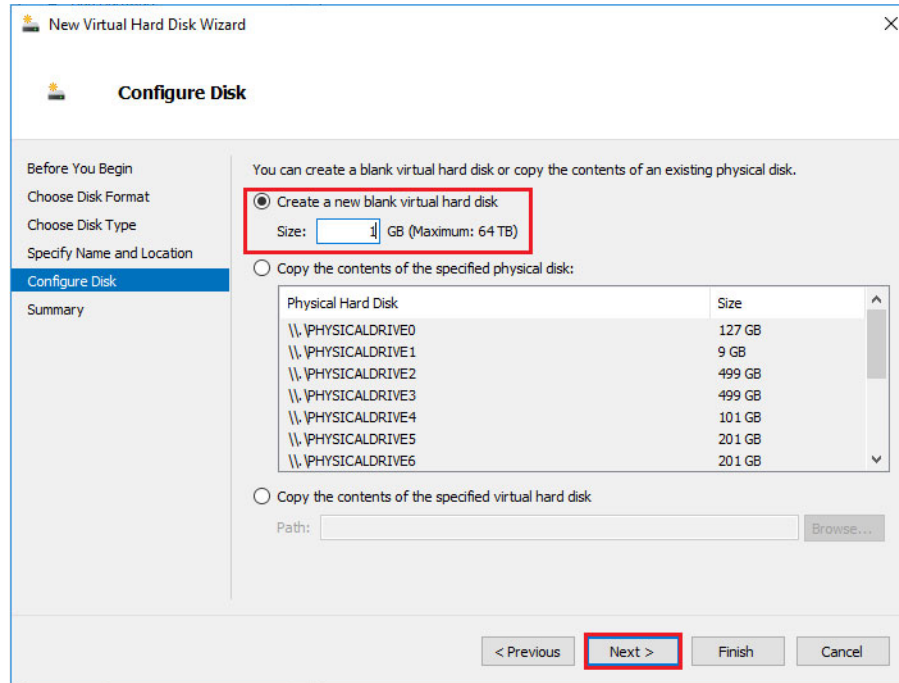 New Virtual Hard Disk Wizard
Configure Disk
Before You Begin
Choose Disk Format
Choose Disk Type
Specify Name and Location
Configure Disk
Summary
You can create a blank virtual hard disk or copy the contents of an existing physical disk.
Create a new blank virtual hard disk
Size: 1 GB (Maximum: 64 TB)
Copy the contents of the specified physical disk:
Physical Hard Disk Size
\\.\PHYSICALDRIVE0 127 GB
\\.\PHYSICALDRIVE1 9 GB
\\.\PHYSICALDRIVE2 499 GB
\\.\PHYSICALDRIVE3 499 GB
\\.\PHYSICALDRIVE4 101 GB
\\.\PHYSICALDRIVE5 201 GB
\\.\PHYSICALDRIVE6 201 GB
Copy the contents of the specified virtual hard disk
Path: Browse...
< Previous Next > Finish Cancel